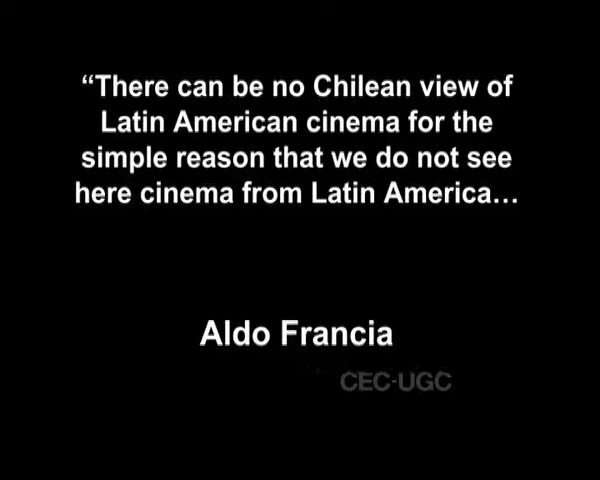 “There can be no Chilean view of
Latin American cinema for the
simple reason that we do not see
here cinema from Latin America…
Aldo Francia
CEC-UGC